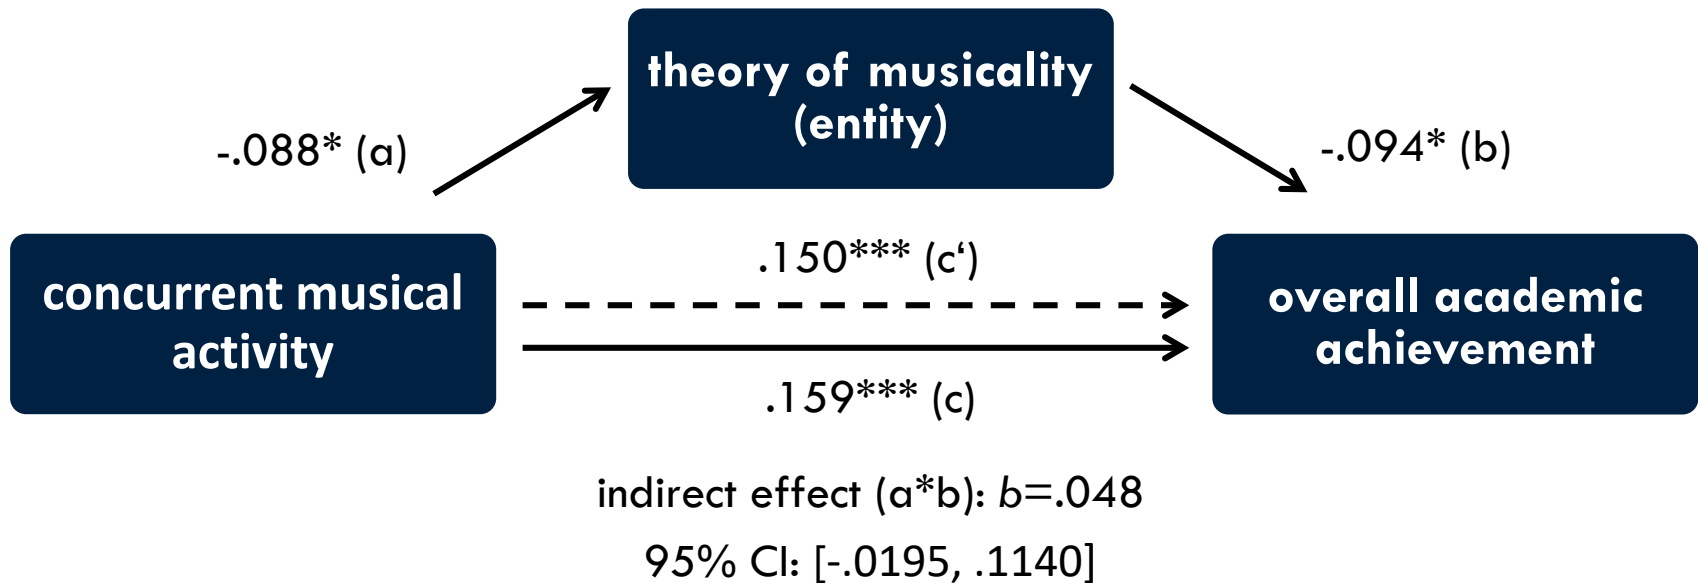 theory of musicality
(entity)
-.088* (a)
-.094* (b)
concurrent musical
activity
.150*** (c‘)
.159*** (c)
overall academic
achievement
indirect effect (a*b): b=.048
95% CI: [-.0195, .1140]